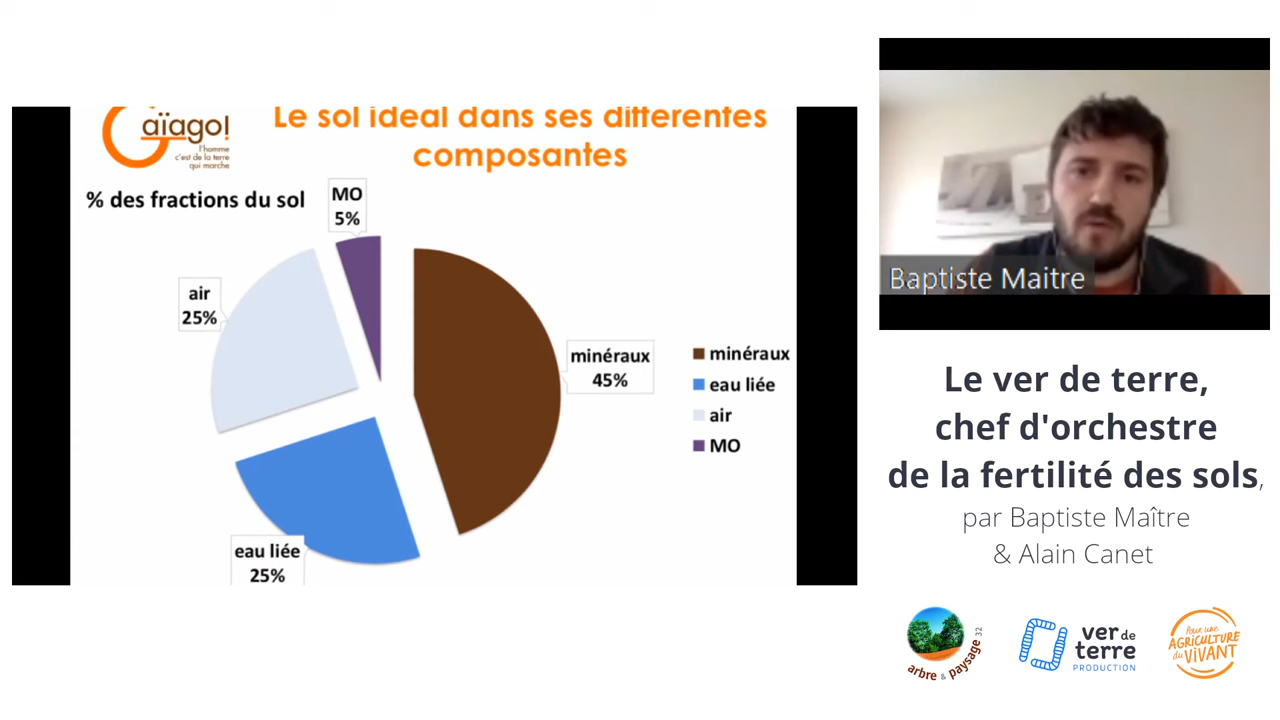 aïago!
l'homme
c'est de la terre
qui marche
Le sol ideal dans ses differentes
composantes
% des fractions du sol
MO
5%
air
25%
minéraux
45%
eau liée
25%
minéraux
eau liée
air
MO
Baptiste Maitre
Le ver de terre,
chef d'orchestre
de la fertilité des sols,
par Baptiste Maître
& Alain Canet
arbre & paysage 32
ver de
terre
PRODUCTION
Pour une
AGRICULTURE
du ViVANT